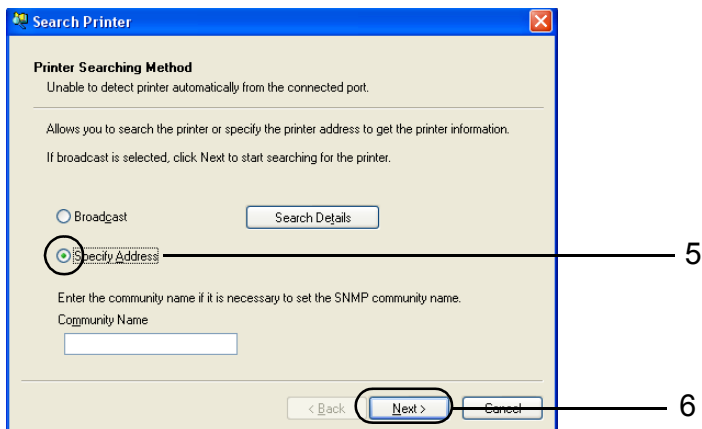 Search Printer
Printer Searching Method
Unable to detect printer automatically from the connected port.
Allows you to search the printer or specify the printer address to get the printer information.
If broadcast is selected, click Next to start searching for the printer.
Broadcast Search Details
Specify Address 5
Enter the community name if it is necessary to set the SNMP community name.
Community Name
< Back Next > Cancel 6